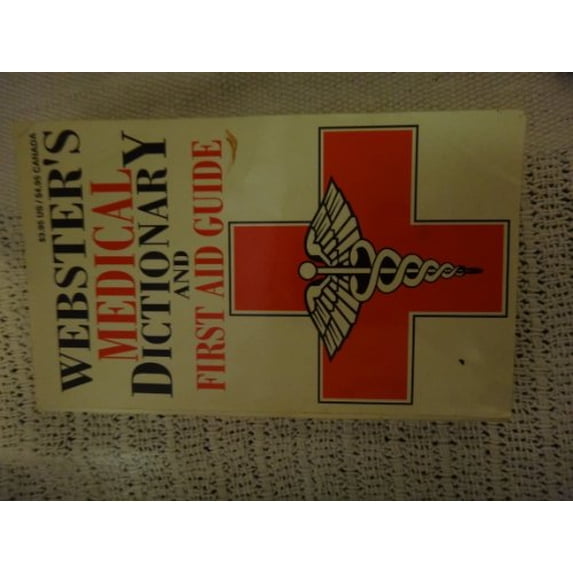 $3.95 US / $4.95 CANADA
WEBSTER'S
MEDICAL
DICTIONARY
AND
FIRST AID GUIDE